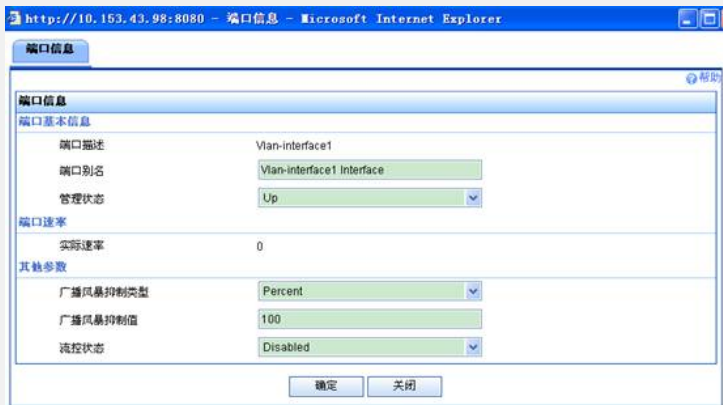 http://10.153.43.98:8080 - 端口信息 - Microsoft Internet Explorer
端口信息
帮助
端口信息
端口基本信息
端口描述 Vlan-interface1
端口别名 Vlan-interface1 Interface
管理状态 Up
端口速率
实际速率 0
其他参数
广播风暴抑制类型 Percent
广播风暴抑制值 100
流控状态 Disabled
确定 关闭